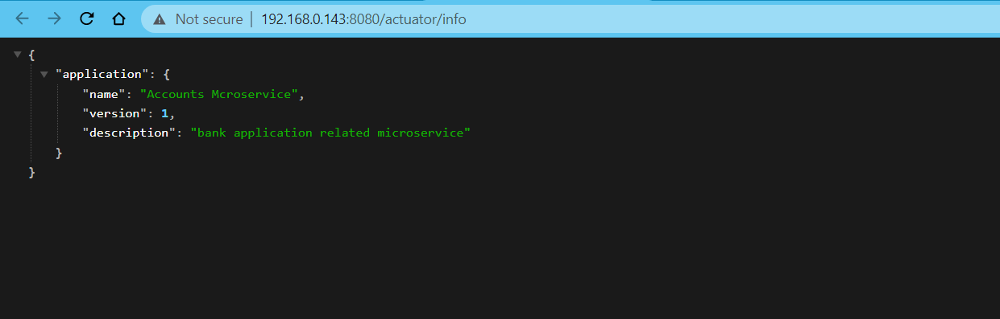 Not secure | 192.168.0.143:8080/actuator/info
{
"application": {
"name": "Accounts Mcroservice",
"version": 1,
"description": "bank application related microservice"
}
}